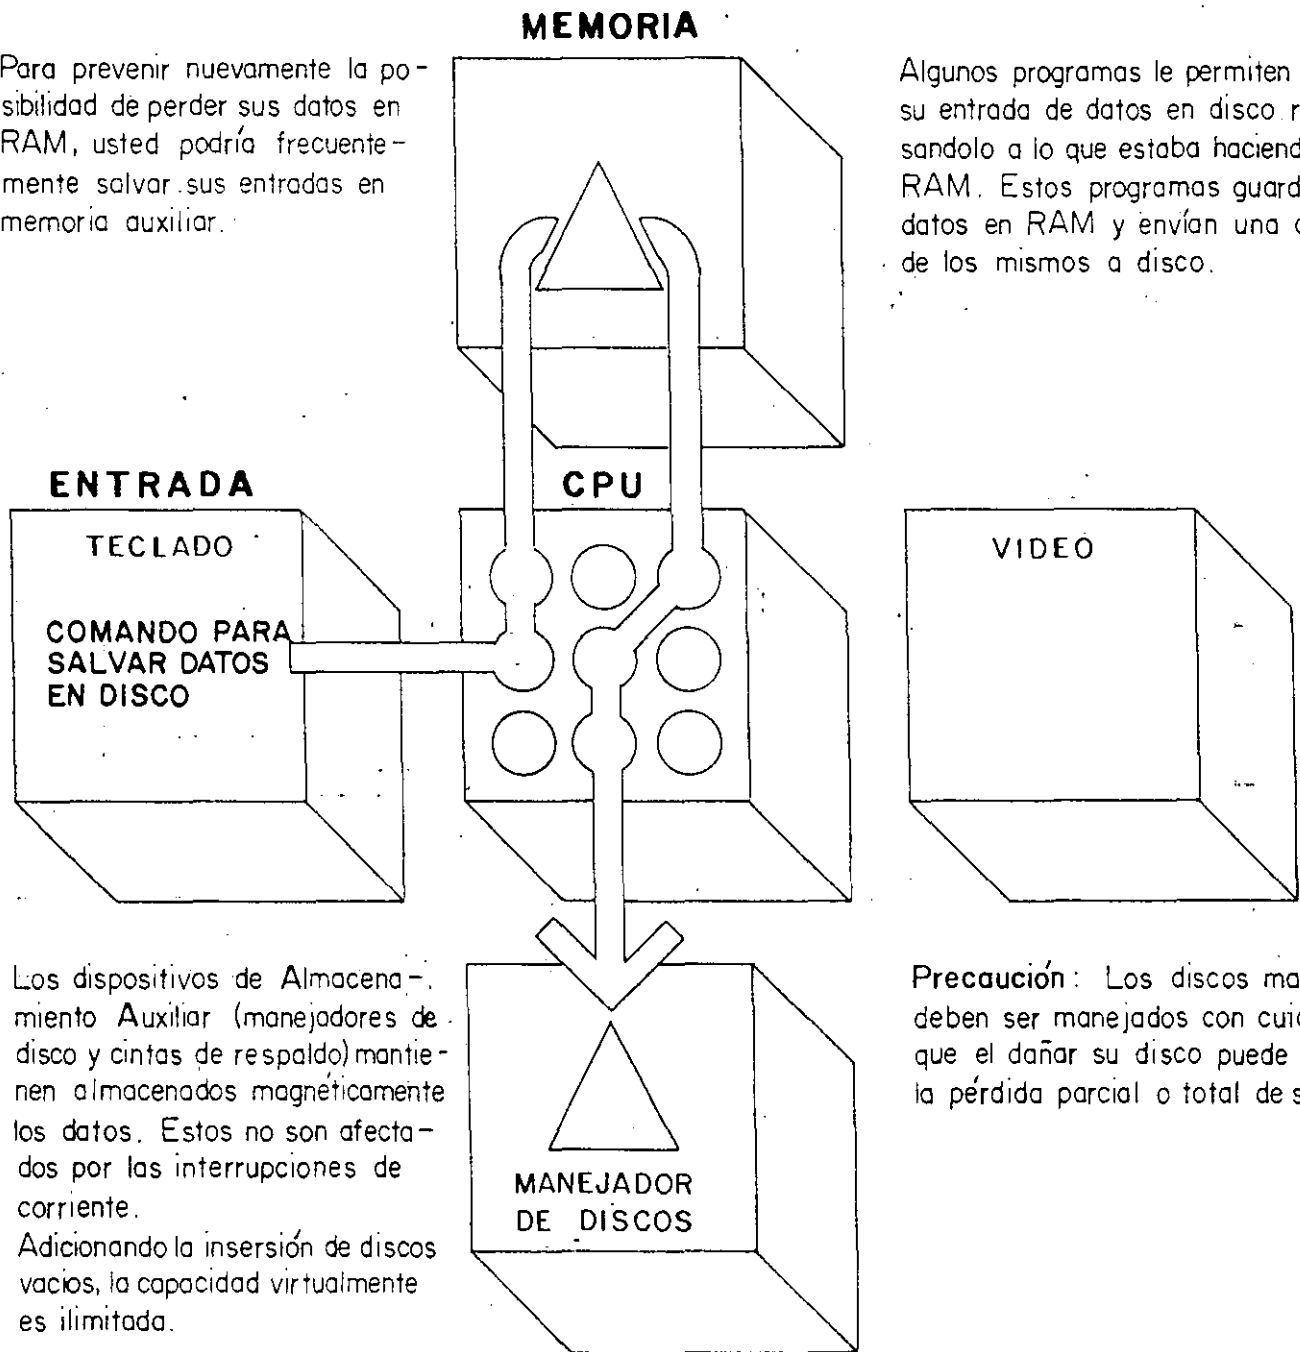 MEMORIA
Para prevenir nuevamente la po-
sibilidad de perder sus datos en
RAM, usted podría frecuente-
mente salvar sus entradas en
memoria auxiliar.
Algunos programas le permiten
su entrada de datos en disco
sandolo a lo que estaba
RAM. Estos programas
datos en RAM y envían una
de los mismos a disco.
ENTRADA
TECLADO
COMANDO PARA
SALVAR DATOS
EN DISCO
CPU
VIDEO
Los dispositivos de Almacena-
miento Auxiliar (manejadores de
disco y cintas de respaldo) mantie-
nen almacenados magnéticamente
los datos. Estos no son afecta-
dos por las interrupciones de
corriente.
Adicionando la insersión de discos
vacios, la capacidad virtualmente
es ilimitada.
MANEJADOR
DE DISCOS
Precaución: Los discos
deben ser manejados con
que el dañar su disco puede
la pérdida parcial o total de